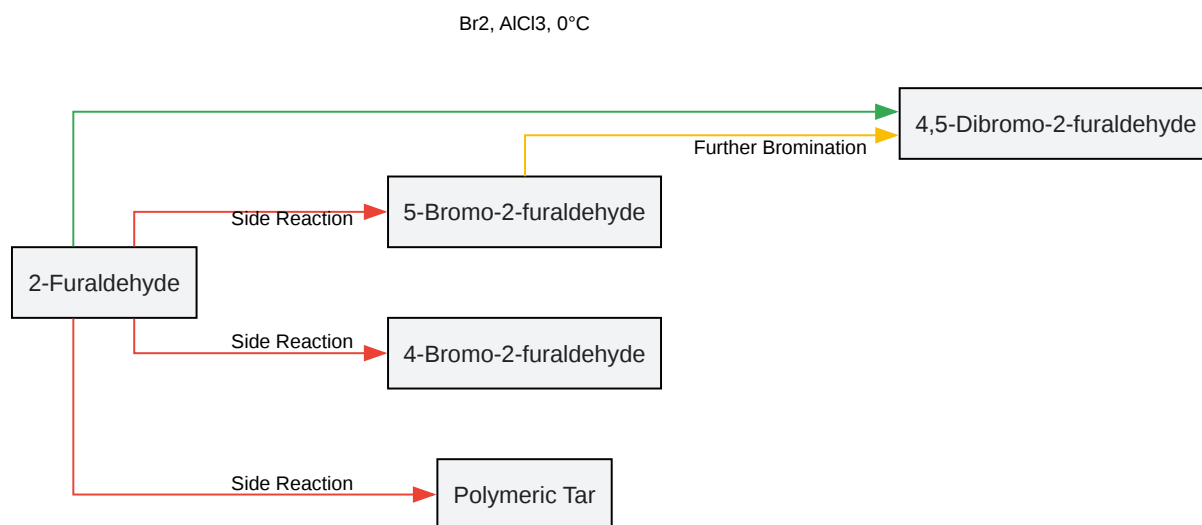 Br2, AlCl3, 0°C
4,5-Dibromo-2-furaldehyde
Further Bromination
5-Bromo-2-furaldehyde
Side Reaction
2-Furaldehyde
Side Reaction
4-Bromo-2-furaldehyde
Side Reaction
Polymeric Tar